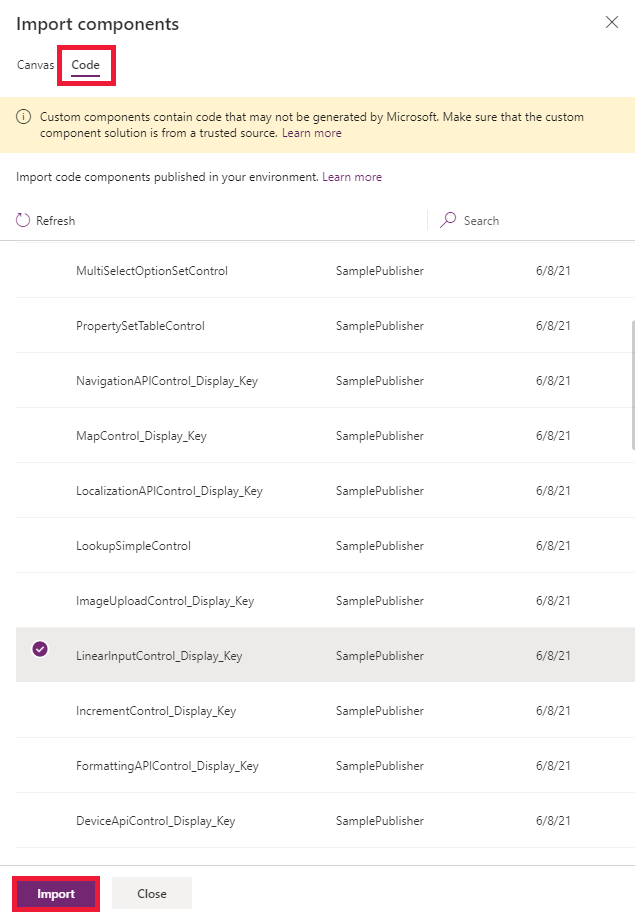 Import components
Canvas Code
Custom components contain code that may not be generated by Microsoft. Make sure that the custom
component solution is from a trusted source. Learn more
Import code components published in your environment. Learn more
Refresh Search
MultiSelectOptionSetControl SamplePublisher 6/8/21
PropertySetTableControl SamplePublisher 6/8/21
NavigationAPIControl_Display_Key SamplePublisher 6/8/21
MapControl_Display_Key SamplePublisher 6/8/21
LocalizationAPIControl_Display_Key SamplePublisher 6/8/21
LookupSimpleControl SamplePublisher 6/8/21
ImageUploadControl_Display_Key SamplePublisher 6/8/21
LinearInputControl_Display_Key SamplePublisher 6/8/21
IncrementControl_Display_Key SamplePublisher 6/8/21
FormattingAPIControl_Display_Key SamplePublisher 6/8/21
DeviceApiControl_Display_Key SamplePublisher 6/8/21
Import Close